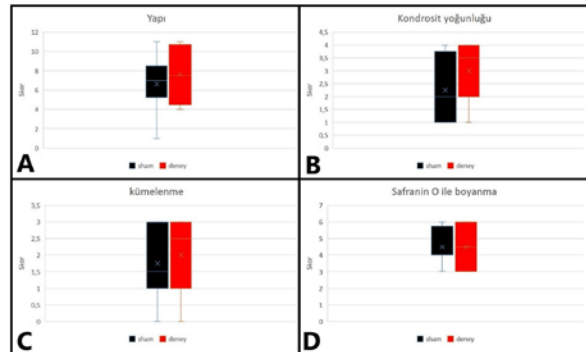 Yapı
12
10
8
6
4
2
0
Skor
sham deney
A
Kondrosit yoğunluğu
4,5
4
3,5
3
2,5
2
1,5
1
0,5
0
Skor
sham deney
B
kümelenme
3,5
3
2,5
2
1,5
1
0,5
0
Skor
sham deney
C
Safranin O ile boyanma
7
6
5
4
3
2
1
0
Skor
sham deney
D